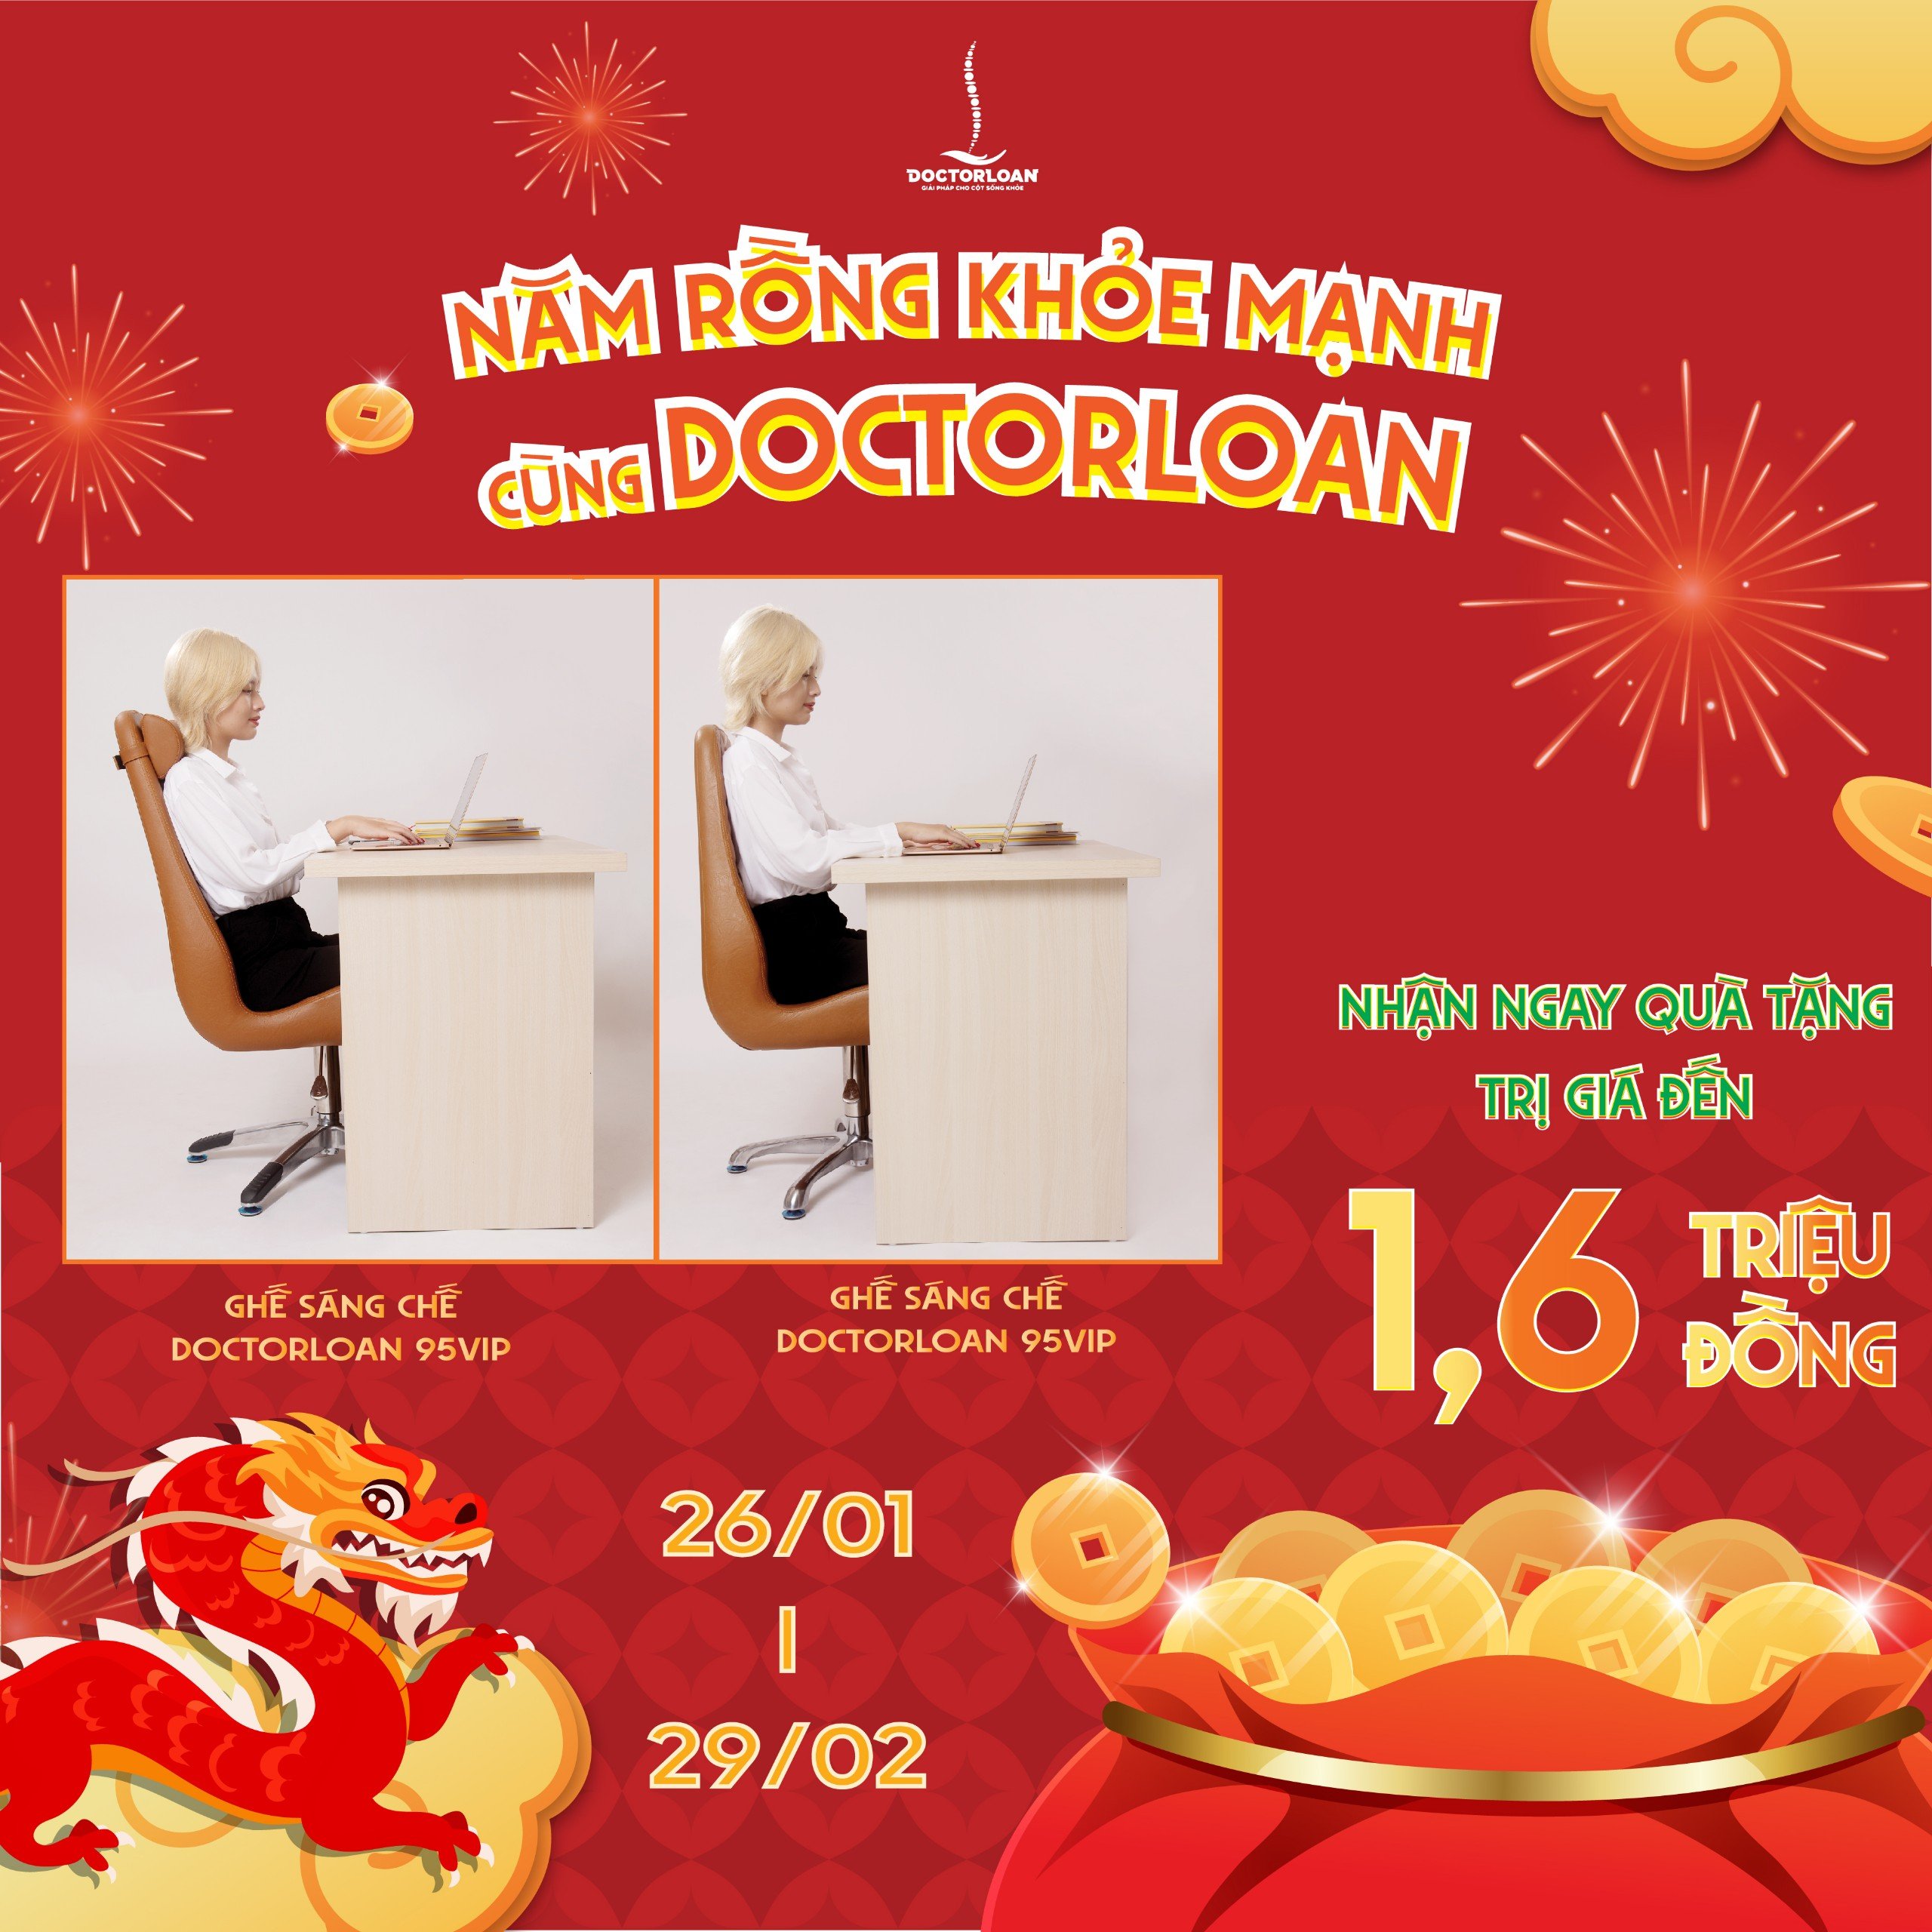 DOCTORLOAN
GIẢI PHÁP CHO CỘT SỐNG KHỎE
NĂM RỒNG KHỎE MẠNH
CÙNG DOCTORLOAN
GHẾ SÁNG CHẾ
DOCTORLOAN 95VIP
GHẾ SÁNG CHẾ
DOCTORLOAN 95VIP
NHẬN NGAY QUÀ TẶNG
TRỊ GIÁ ĐẾN
1,6 TRIỆU
ĐỒNG
26/01
|
29/02